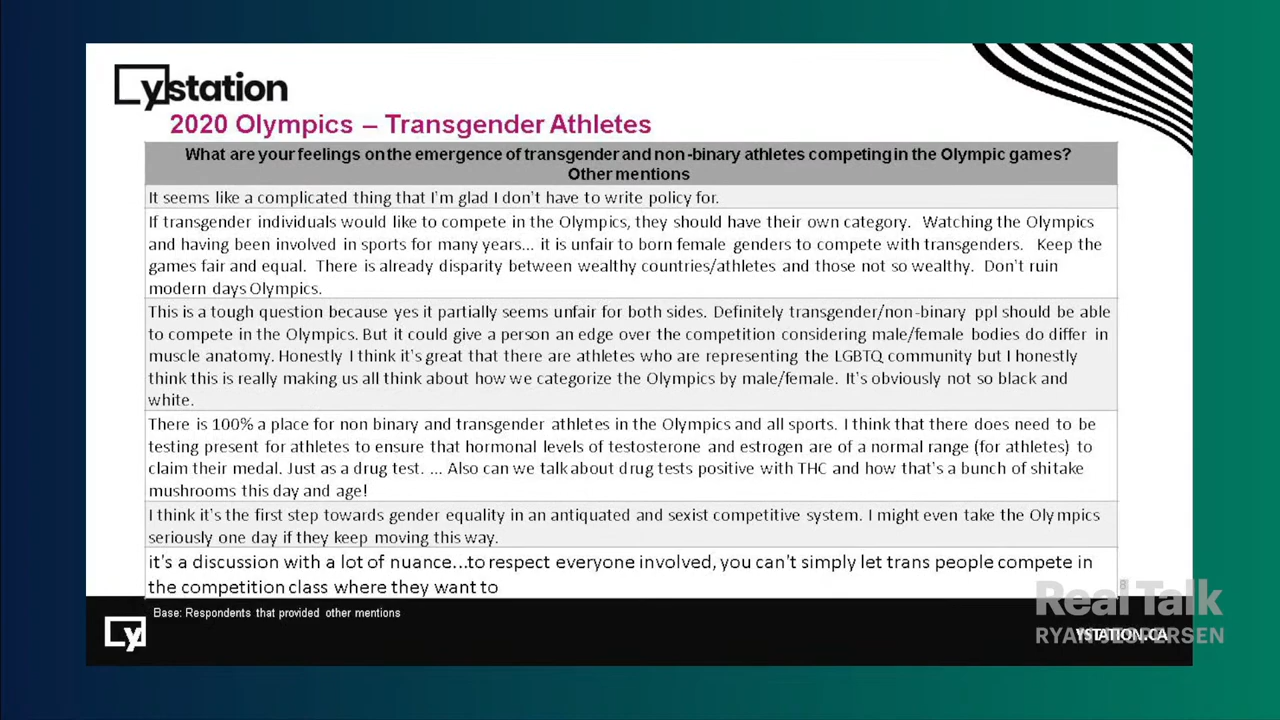 ystation
2020 Olympics – Transgender Athletes
What are your feelings on the emergence of transgender and non-binary athletes competing in the Olympic games?
Other mentions
It seems like a complicated thing that I'm glad I don't have to write policy for.
If transgender individuals would like to compete in the Olympics, they should have their own category. Watching the Olympics
and having been involved in sports for many years... it is unfair to born female genders to compete with transgenders. Keep the
games fair and equal. There is already disparity between wealthy countries/athletes and those not so wealthy. Don't ruin
modern days Olympics.
This is a tough question because yes it partially seems unfair for both sides. Definitely transgender/non-binary ppl should be able
to compete in the Olympics. But it could give a person an edge over the competition considering male/female bodies do differ in
muscle anatomy. Honestly I think it's great that there are athletes who are representing the LGBTQ community but I honestly
think this is really making us all think about how we categorize the Olympics by male/female. It's obviously not so black and
white.
There is 100% a place for non binary and transgender athletes in the Olympics and all sports. I think that there does need to be
testing present for athletes to ensure that hormonal levels of testosterone and estrogen are of a normal range (for athletes) to
claim their medal. Just as a drug test. ... Also can we talk about drug tests positive with THC and how that's a bunch of shitake
mushrooms this day and age!
I think it's the first step towards gender equality in an antiquated and sexist competitive system. I might even take the Olympics
seriously one day if they keep moving this way.
it's a discussion with a lot of nuance...to respect everyone involved, you can't simply let trans people compete in
the competition class where they want to
Base: Respondents that provided other mentions
y
YSTATION.CA
Real Talk
RYAN JESPERSEN